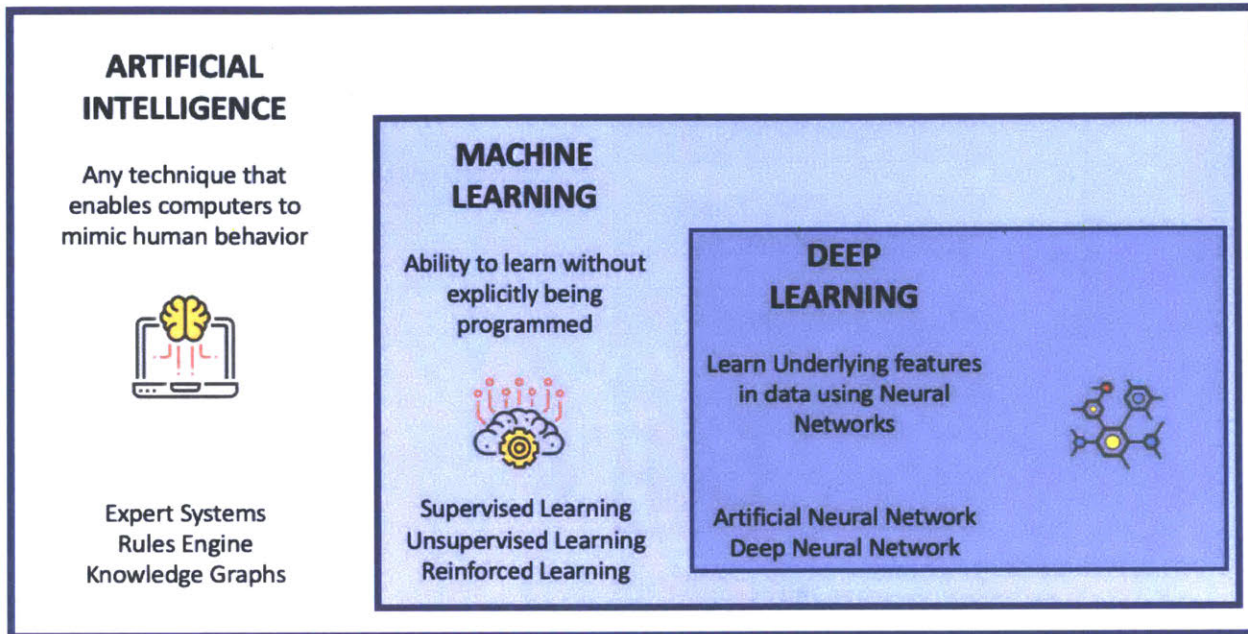 ARTIFICIAL
INTELLIGENCE
Any technique that
enables computers to
mimic human behavior
Expert Systems
Rules Engine
Knowledge Graphs
MACHINE
LEARNING
Ability to learn without
explicitly being
programmed
Supervised Learning
Unsupervised Learning
Reinforced Learning
DEEP
LEARNING
Learn Underlying features
in data using Neural
Networks
Artificial Neural Network
Deep Neural Network